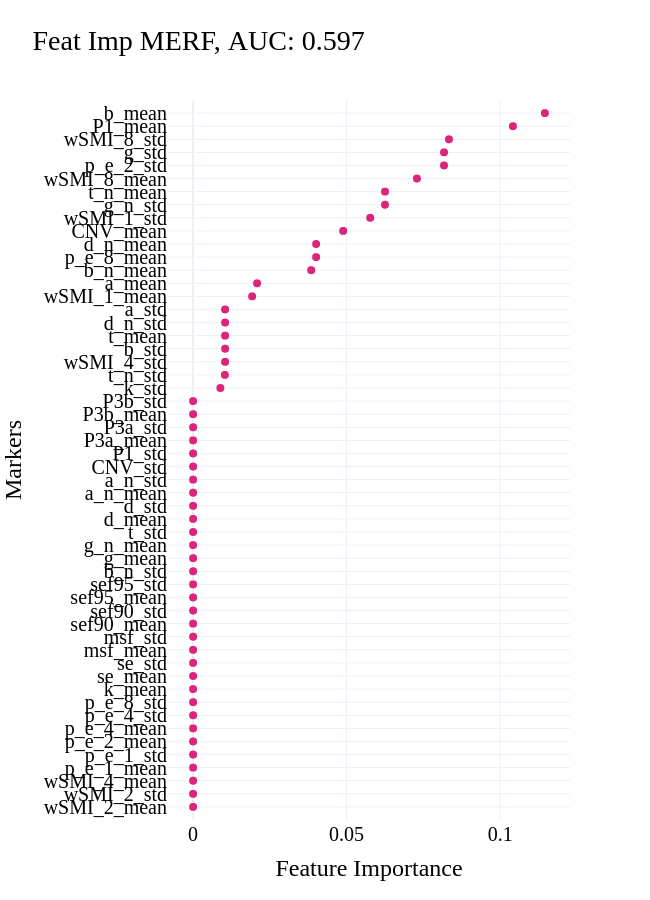 Feat Imp MERF, AUC: 0.597
b_mean
P1_mean
wSMI_8_std
g_std
p_e_2_std
wSMI_8_mean
t_n_mean
g_n_std
wSMI_1_std
CNV_mean
d_n_mean
p_e_8_mean
b_n_mean
a_mean
wSMI_1_mean
a_std
d_n_std
t_mean
b_std
wSMI_4_std
t_n_std
k_std
P3b_std
P3b_mean
P3a_std
P3a_mean
P1_std
CNV_std
a_n_std
a_n_mean
d_std
d_mean
t_std
g_n_mean
g_mean
b_n_std
sef95_std
sef95_mean
sef90_std
sef90_mean
msf_std
msf_mean
se_std
se_mean
k_mean
p_e_8_std
p_e_4_std
p_e_4_mean
p_e_2_mean
p_e_1_std
p_e_1_mean
wSMI_4_mean
wSMI_2_std
wSMI_2_mean
Markers
0 0.05 0.1
Feature Importance